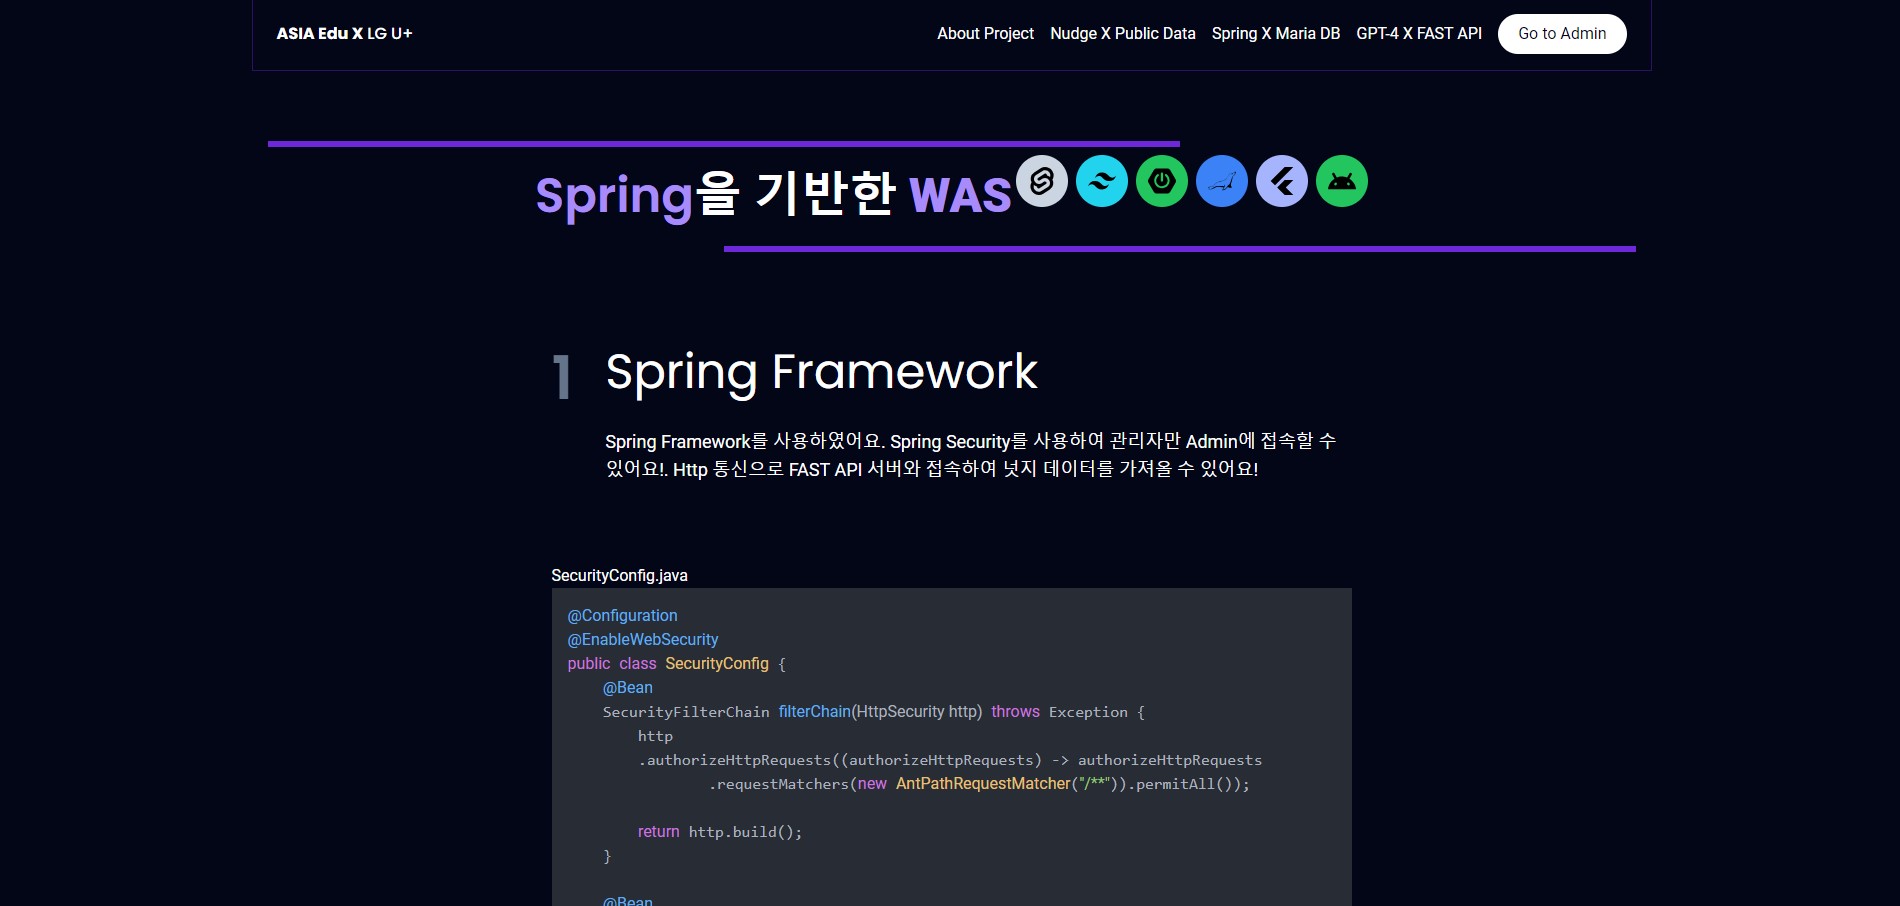 ASIA Edu X LG U+
About Project Nudge X Public Data Spring X Maria DB GPT-4 X FAST API Go to Admin
Spring을 기반한 WAS
1 Spring Framework
Spring Framework를 사용하였어요. Spring Security를 사용하여 관리자만 Admin에 접속할 수
있어요!. Http 통신으로 FAST API 서버와 접속하여 넛지 데이터를 가져올 수 있어요!
SecurityConfig.java
@Configuration
@EnableWebSecurity
public class SecurityConfig {
@Bean
SecurityFilterChain filterChain(HttpSecurity http) throws Exception {
http
.authorizeHttpRequests((authorizeHttpRequests) -> authorizeHttpRequests
.requestMatchers(new AntPathRequestMatcher("/**")).permitAll());
return http.build();
}
@Bean